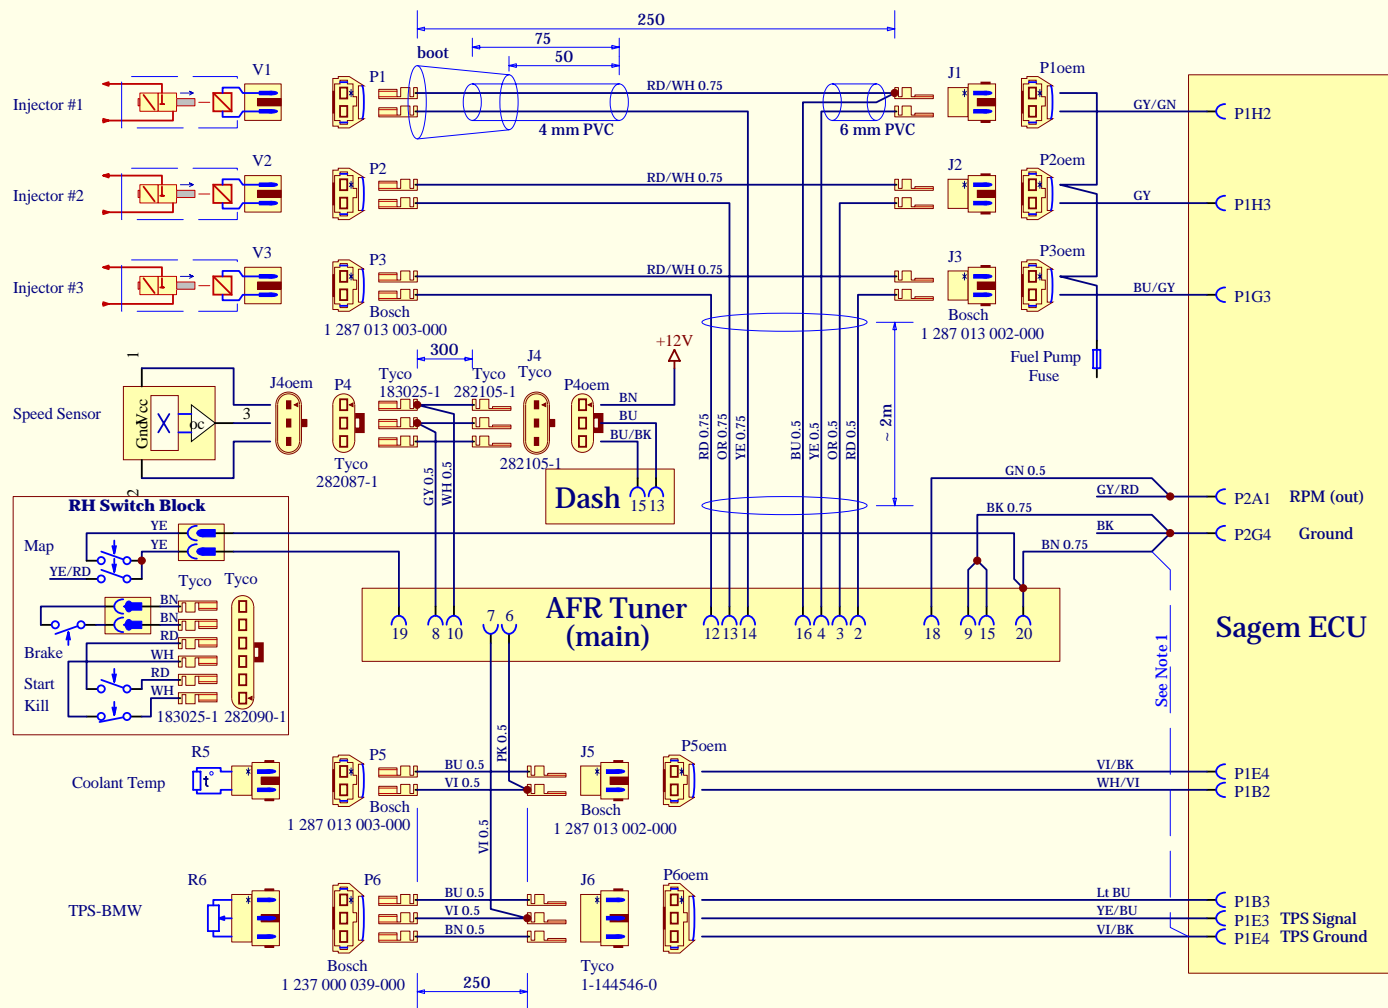 250
75
50
boot
V1
P1
J1
P1oem
RD/WH 0.75
Injector #1
GY/GN
P1H2
4 mm PVC
6 mm PVC
V2
P2
J2
P2oem
RD/WH 0.75
Injector #2
GY
P1H3
V3
P3
J3
P3oem
RD/WH 0.75
Injector #3
BU/GY
P1G3
Bosch
1 287 013 003-000
Bosch
1 287 013 002-000
300
+12V
Fuel Pump
Fuse
1
J4oem
P4
Tyco
183025-1
Tyco
282105-1
J4
Tyco
P4oem
BN
BU
BU/BK
Speed Sensor
GndVcc
OC
3
2
Tyco
282087-1
282105-1
GY 0.5
WH 0.5
Dash
15
13
RD 0.75
OR 0.75
YE 0.75
BU 0.5
YE 0.5
OR 0.5
RD 0.5
~ 2m
GN 0.5
GY/RD
P2A1
RPM (out)
BK 0.75
BK
P2G4
Ground
BN 0.75
RH Switch Block
Map
YE
YE
YE/RD
Tyco
Tyco
BN
BN
RD
WH
RD
WH
Brake
Start
Kill
183025-1
282090-1
AFR Tuner
(main)
19
8
10
7
6
12
13
14
16
4
3
2
18
9
15
20
Sagem ECU
See Note 1
R5
P5
J5
P5oem
PK 0.5
Coolant Temp
t°
BU 0.5
VI 0.5
VI/BK
WH/VI
P1E4
P1B2
Bosch
1 287 013 003-000
Bosch
1 287 013 002-000
VI 0.5
R6
P6
J6
P6oem
TPS-BMW
BU 0.5
VI 0.5
BN 0.5
Lt BU
YE/BU
VI/BK
P1B3
P1E3
TPS Signal
P1E4
TPS Ground
Bosch
1 237 000 039-000
250
Tyco
1-144546-0